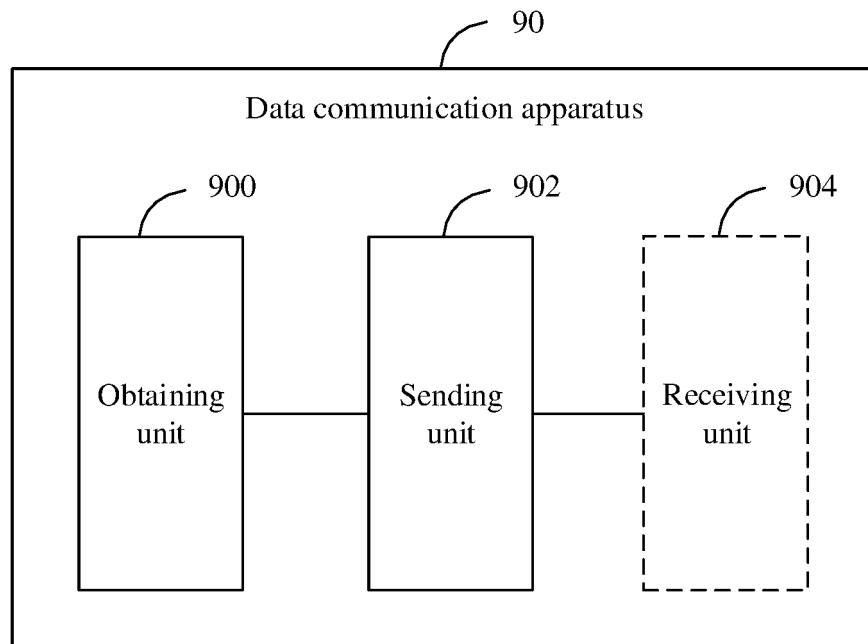 90
Data communication apparatus
900
902
904
Obtaining
unit
Sending
unit
Receiving
unit